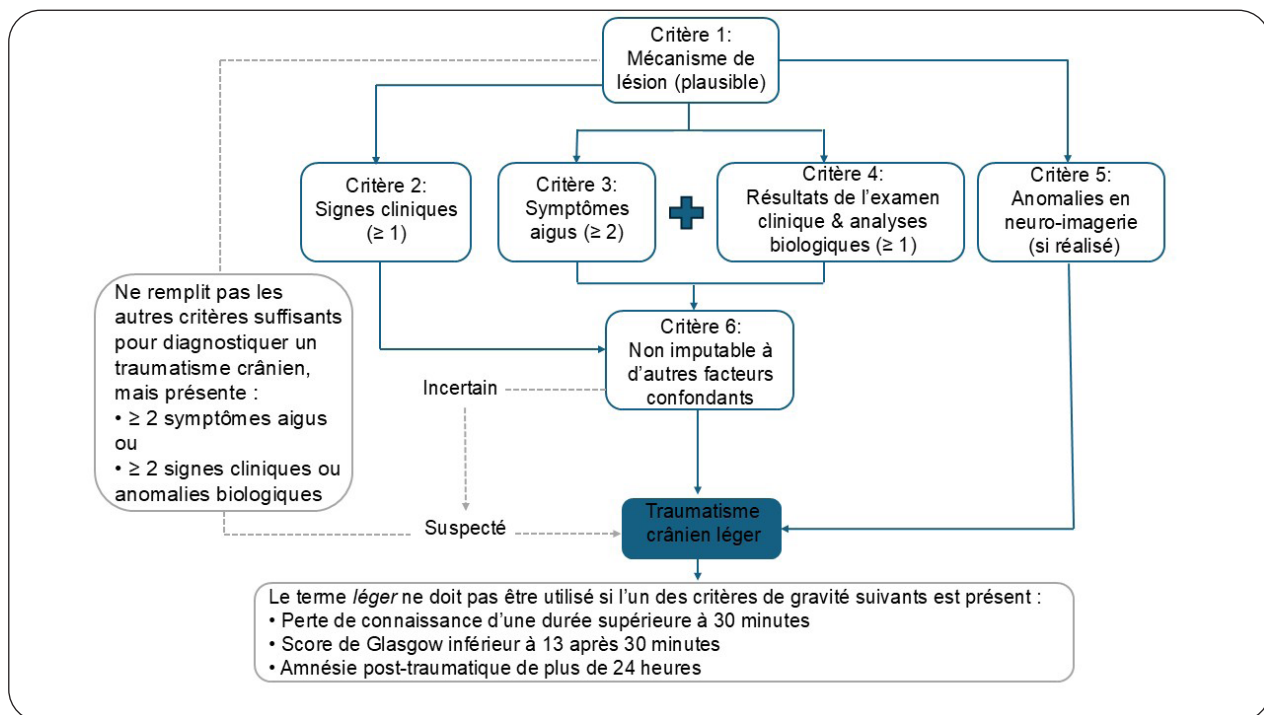 Critère 1:
Mécanisme de
lésion (plausible)
Critère 2:
Signes cliniques
(≥ 1)
Critère 3:
Symptômes
aigus (≥ 2)
Critère 4:
Résultats de l’examen
clinique & analyses
biologiques (≥ 1)
Critère 5:
Anomalies en
neuro-imagerie
(si réalisé)
Ne remplit pas les
autres critères suffisants
pour diagnostiquer un
traumatisme crânien,
mais présente :
• ≥ 2 symptômes aigus
ou
• ≥ 2 signes cliniques ou
anomalies biologiques
Critère 6:
Non imputable à
d’autres facteurs
confondants
Incertain
Suspecté
Traumatisme
crânien léger
Le terme léger ne doit pas être utilisé si l’un des critères de gravité suivants est présent :
• Perte de connaissance d’une durée supérieure à 30 minutes
• Score de Glasgow inférieur à 13 après 30 minutes
• Amnésie post-traumatique de plus de 24 heures